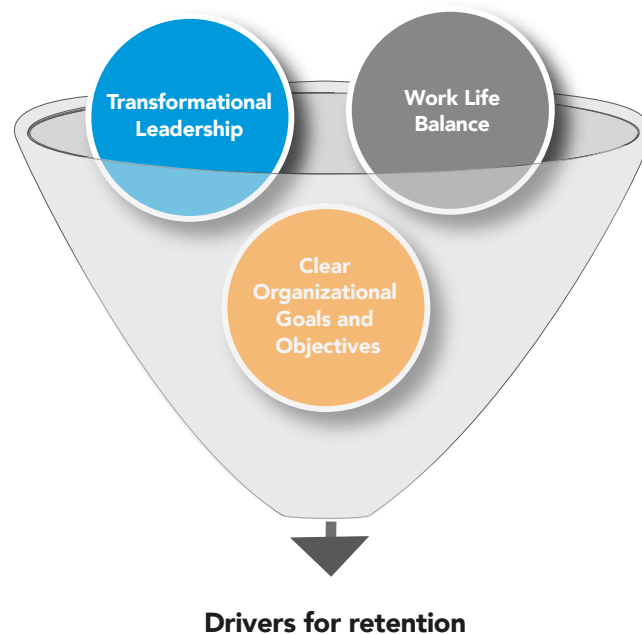 Transformational
Leadership
Work Life
Balance
Clear
Organizational
Goals and
Objectives
Drivers for retention